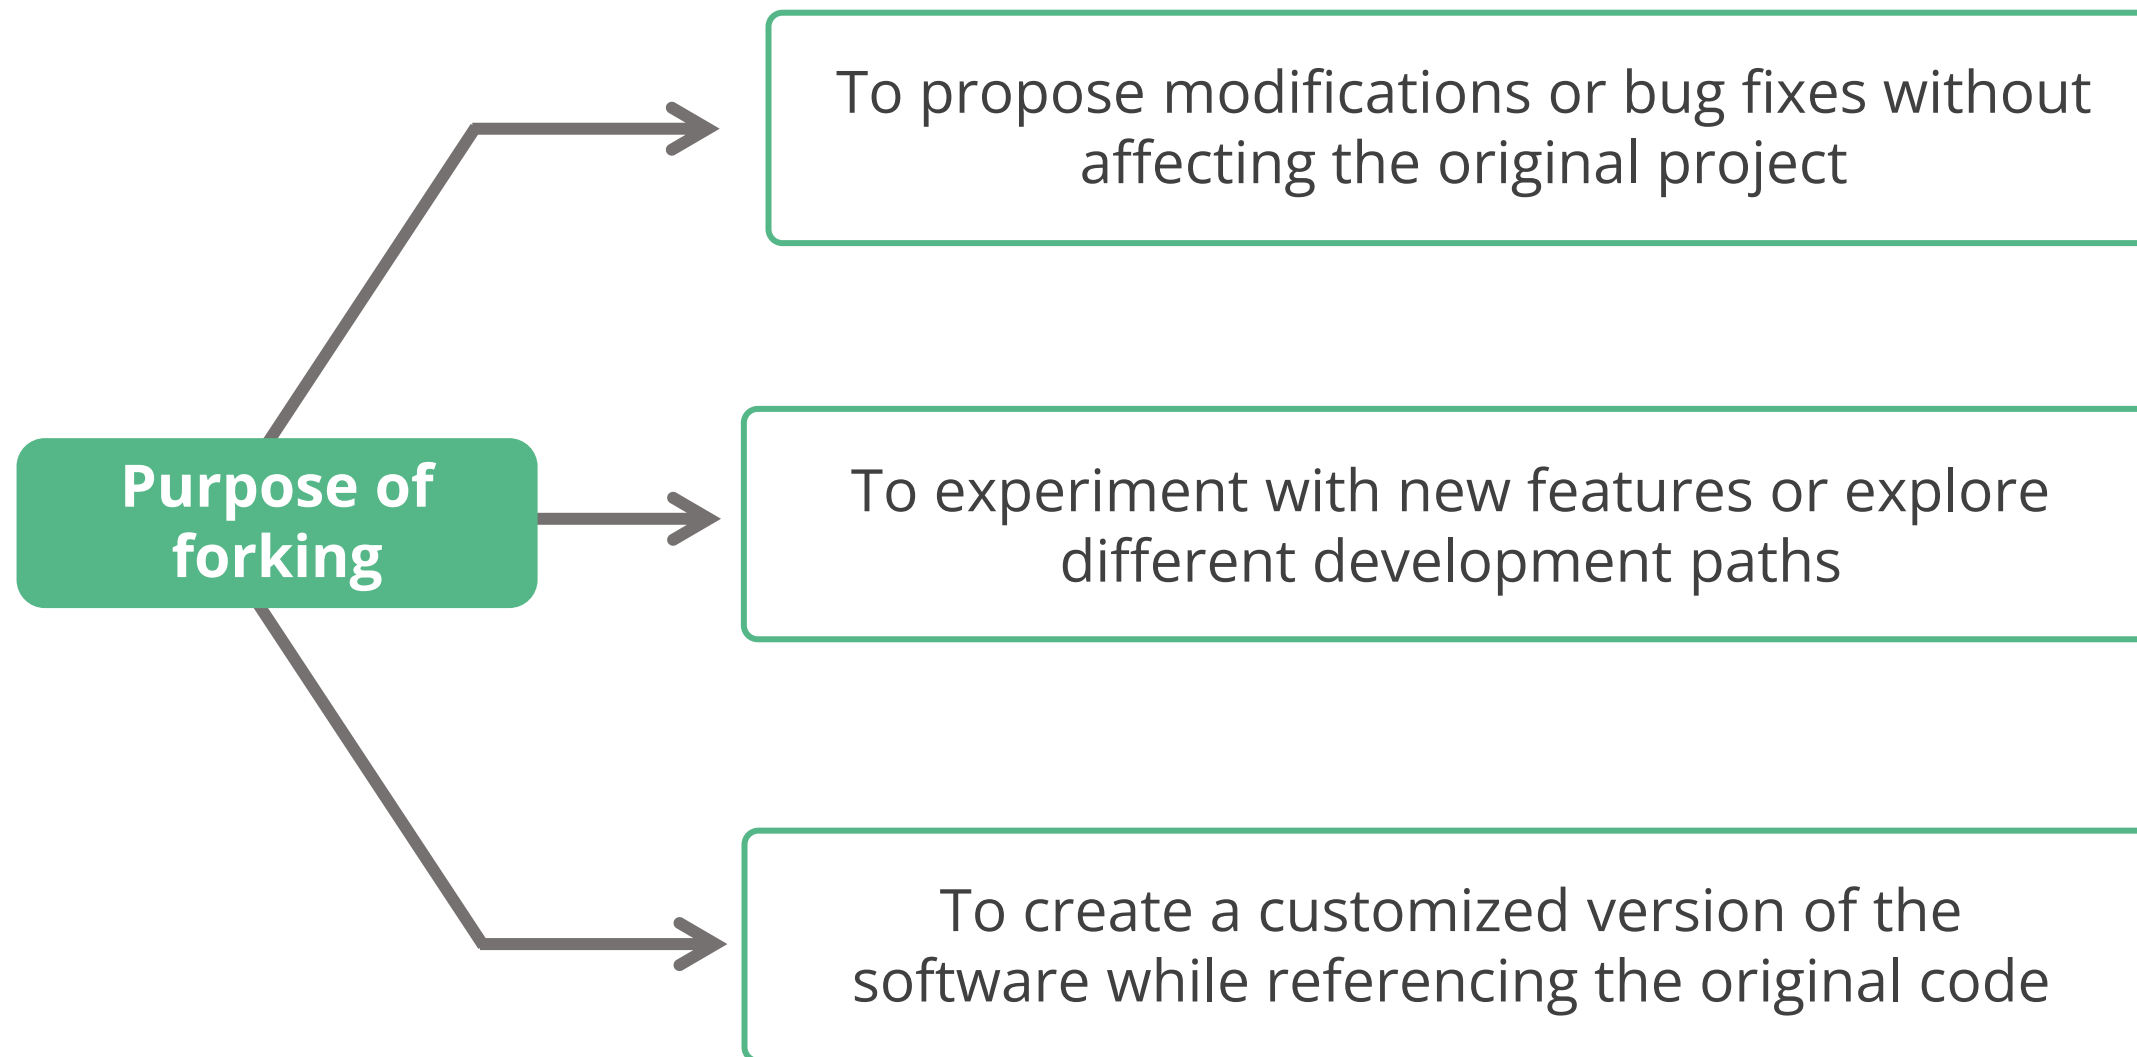 To propose modifications or bug fixes without
affecting the original project
Purpose of
forking
To experiment with new features or explore
different development paths
To create a customized version of the
software while referencing the original code